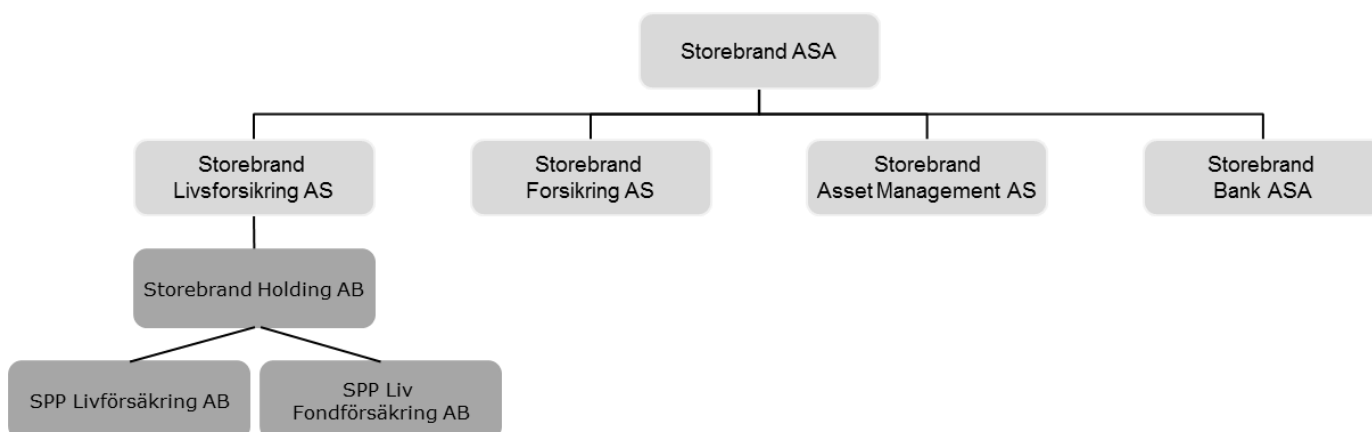 Storebrand ASA
Storebrand
Livsforsikring AS
Storebrand
Forsikring AS
Storebrand
Asset Management AS
Storebrand
Bank ASA
Storebrand Holding AB
SPP Livförsäkring AB
SPP Liv
Fondförsäkring AB